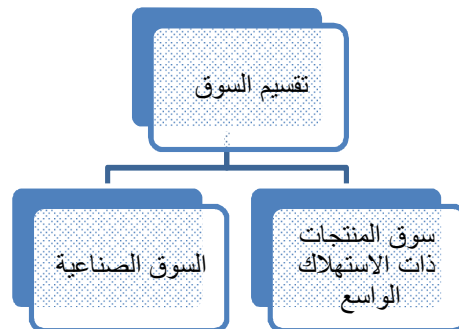 تقسيم السوق
سوق المنتجات
ذات الاستهلاك
الواسع
السوق الصناعية